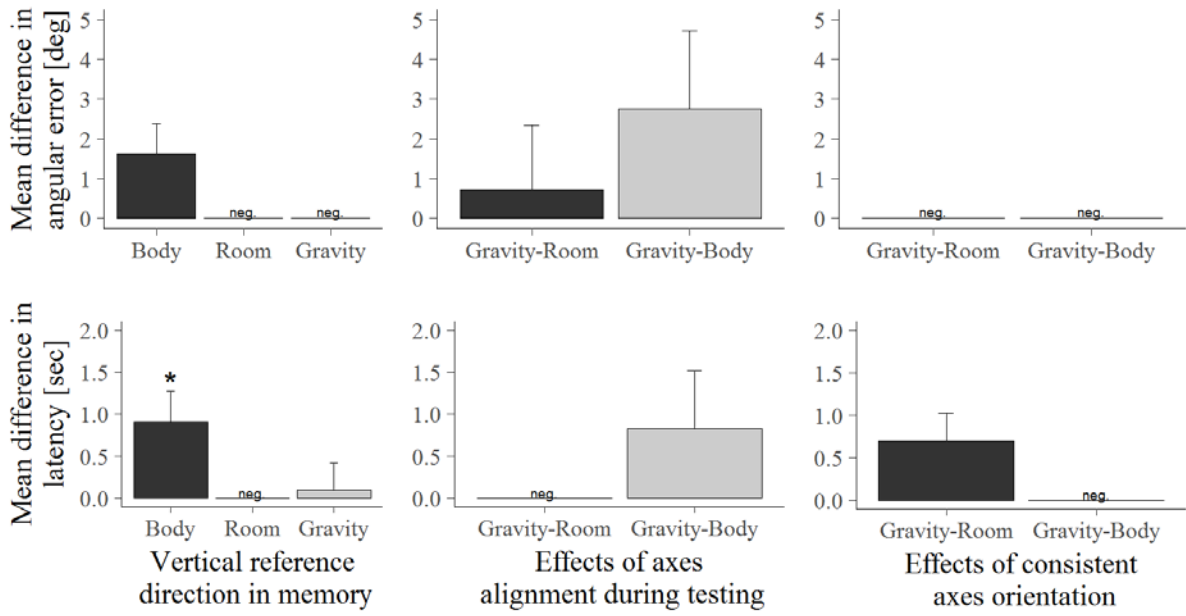 Mean difference in
angular error [deg]
5
4
3
2
1
0
neg.
neg.
Body
Room
Gravity
5
4
3
2
1
0
Gravity-Room
Gravity-Body
5
4
3
2
1
0
neg.
neg.
Gravity-Room
Gravity-Body
Mean difference in
latency [sec]
2.0
1.5
1.0
0.5
0.0
*
neg.
Body
Room
Gravity
Vertical reference
direction in memory
2.0
1.5
1.0
0.5
0.0
neg.
Gravity-Room
Gravity-Body
Effects of axes
alignment during testing
2.0
1.5
1.0
0.5
0.0
neg.
Gravity-Room
Gravity-Body
Effects of consistent
axes orientation